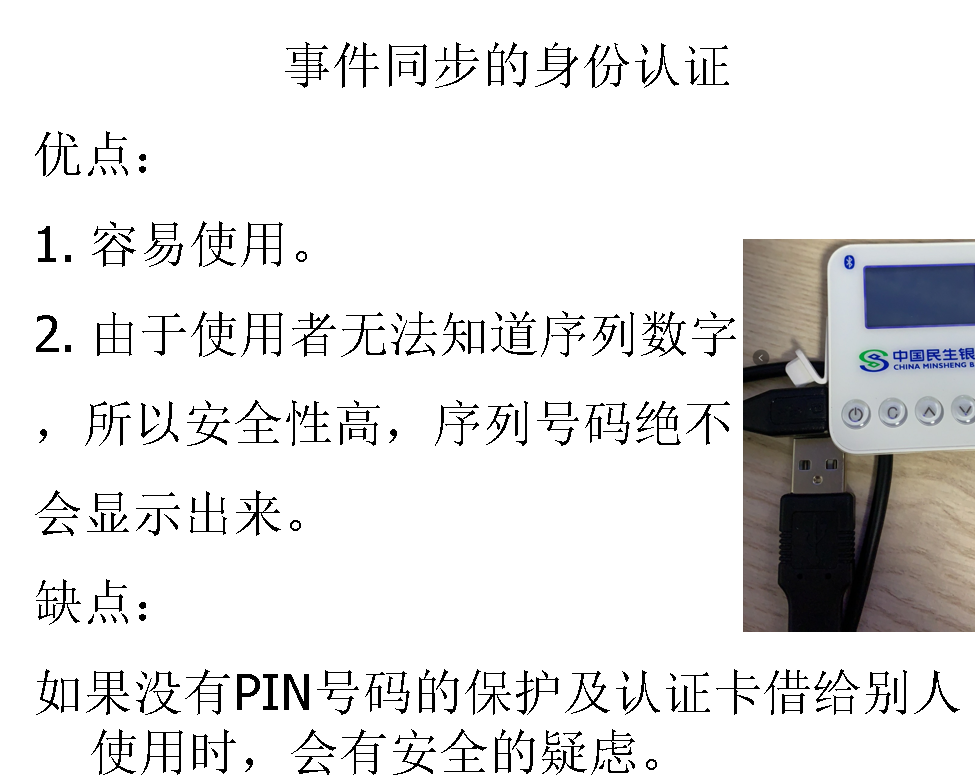 事件同步的身份认证
优点：
1. 容易使用。
2. 由于使用者无法知道序列数字
，所以安全性高，序列号码绝不
会显示出来。
中国民生银
CHINA MINSHENG B
C
缺点：
如果没有PIN号码的保护及认证卡借给别人
使用时，会有安全的疑虑。